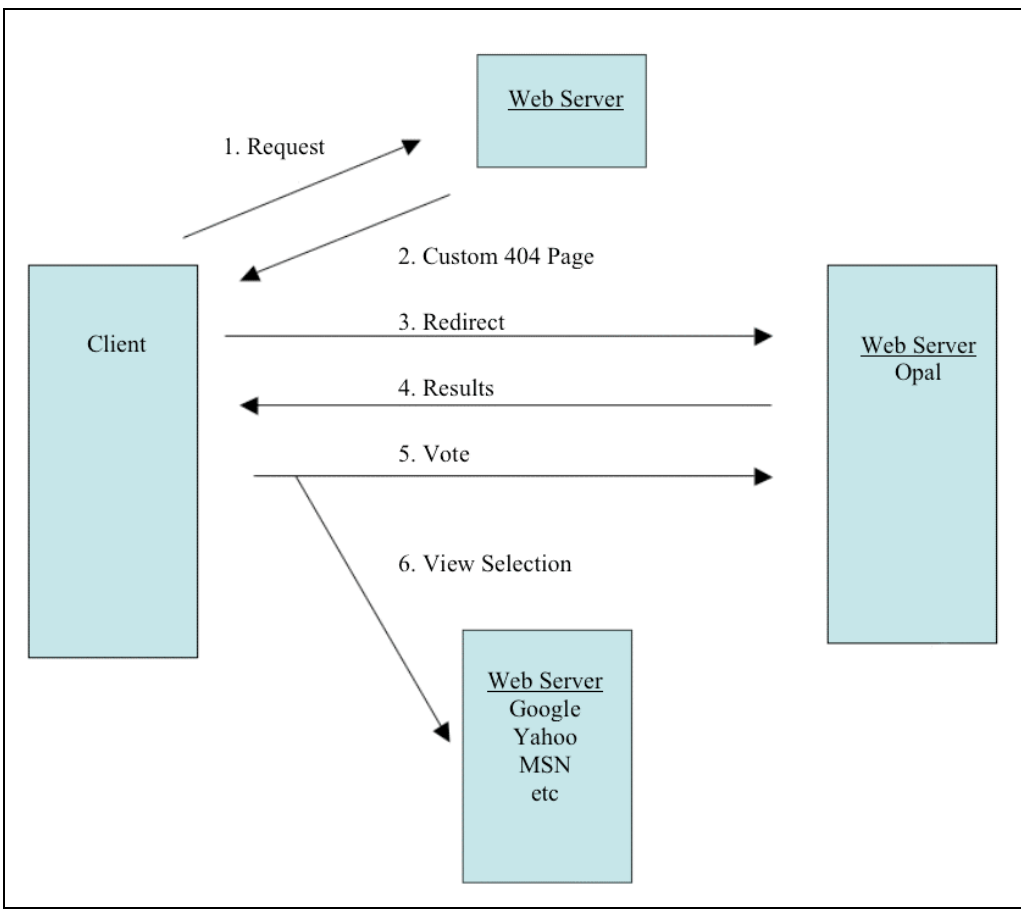 Web Server
1. Request
2. Custom 404 Page
3. Redirect
Client
Web Server
Opal
4. Results
5. Vote
6. View Selection
Web Server
Google
Yahoo
MSN
etc